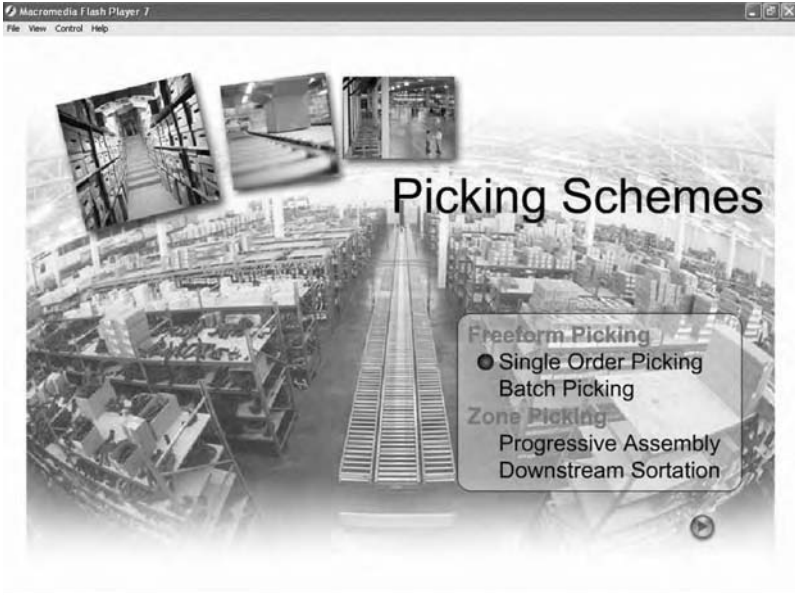 Macromedia Flash Player 7
File View Control Help
Picking Schemes
Freeform Picking
Single Order Picking
Batch Picking
Zone Picking
Progressive Assembly
Downstream Sortation